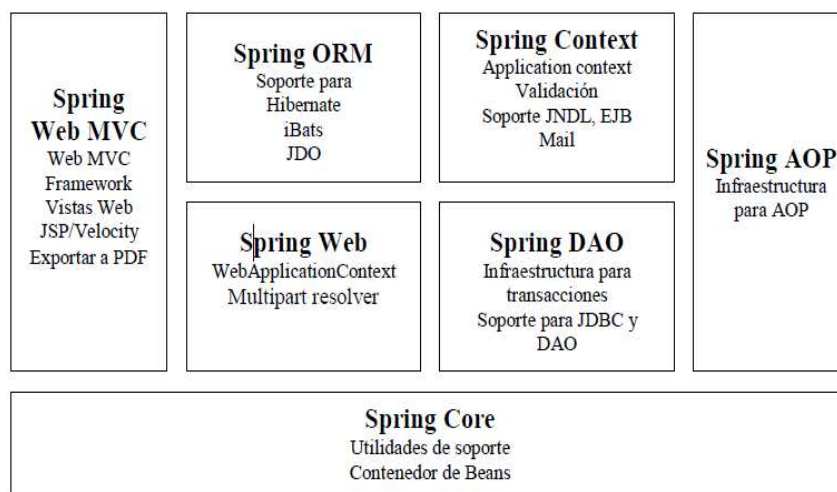 Spring
Web MVC
Web MVC
Framework
Vistas Web
JSP/Velocity
Exportar a PDF
Spring ORM
Soporte para
Hibernate
iBats
JDO
Spring Context
Application context
Validación
Soporte JNDL, EJB
Mail
Spring Web
WebApplicationContext
Multipart resolver
Spring DAO
Infraestructura para
transacciones
Soporte para JDBC y
DAO
Spring AOP
Infraestructura
para AOP
Spring Core
Utilidades de soporte
Contenedor de Beans